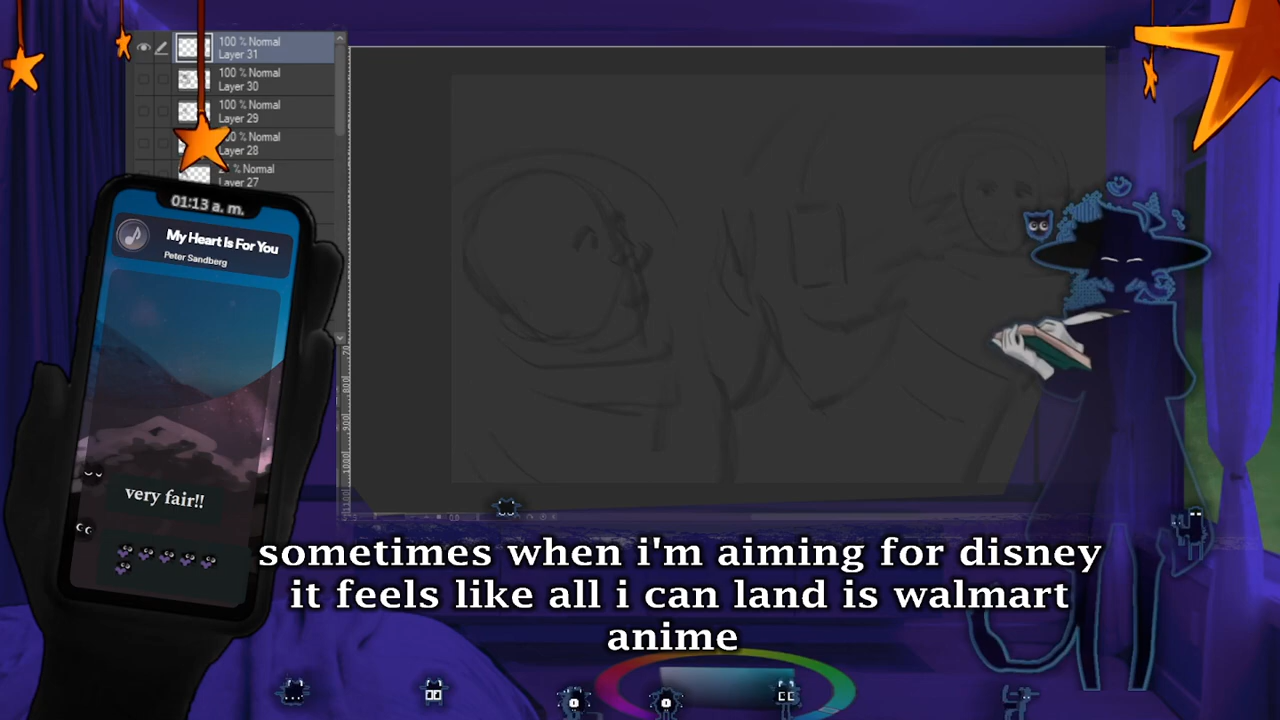 100 % Normal
Layer 31
100 % Normal
Layer 30
100 % Normal
Layer 29
% Normal
Layer 28
% Normal
Layer 27
01:13 a. m.
My Heart Is For You
Peter Sandberg
very fair!!
sometimes when i'm aiming for disney
it feels like all i can land is walmart
anime